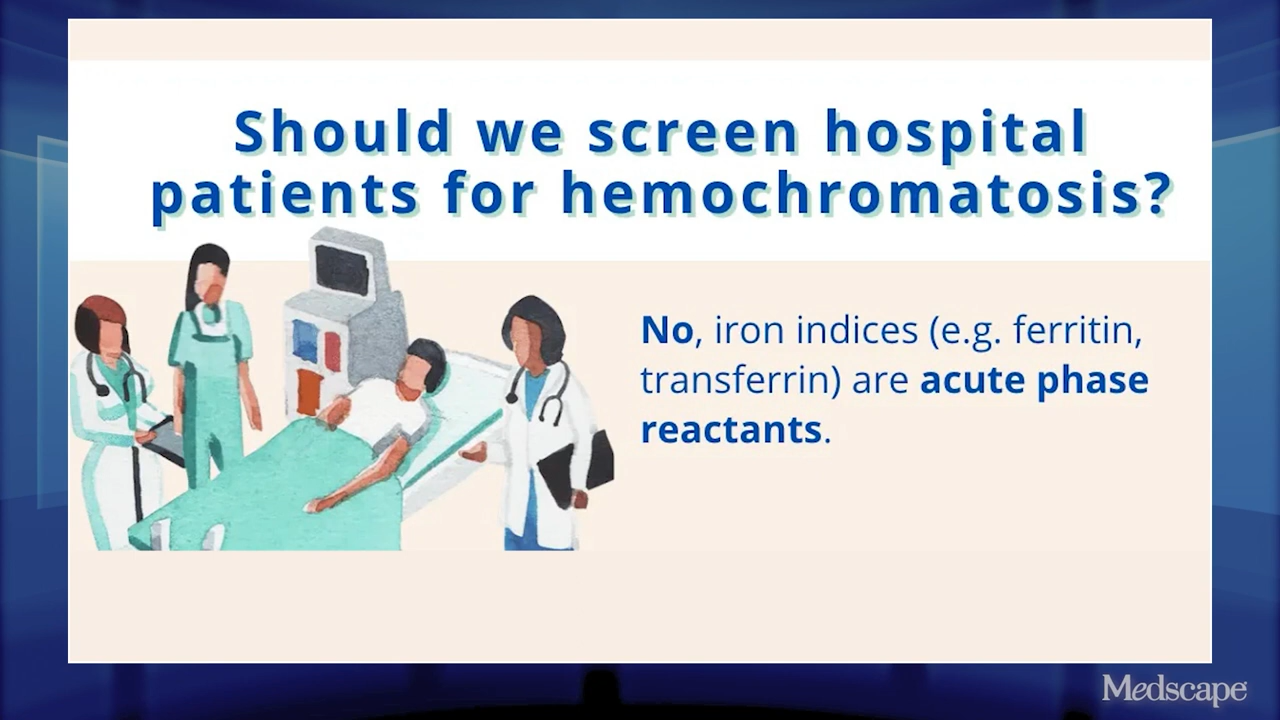 Should we screen hospital
patients for hemochromatosis?
No, iron indices (e.g. ferritin,
transferrin) are acute phase
reactants.
Medscape